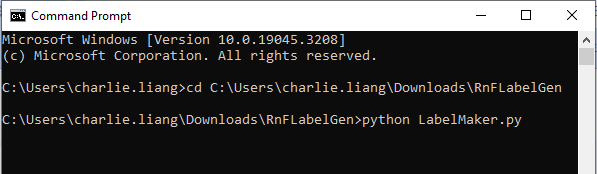 Command Prompt
Microsoft Windows [Version 10.0.19045.3208]
(c) Microsoft Corporation. All rights reserved.
C:\Users\charlie.liang>cd C:\Users\charlie.liang\Downloads\RnFLabelGen
C:\Users\charlie.liang\Downloads\RnFLabelGen>python LabelMaker.py